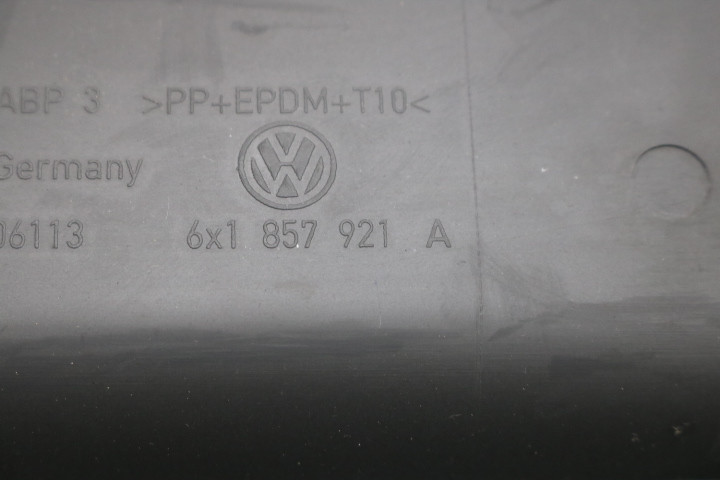 ABP 3 >PP+EPDM+T10<
Germany
06113 6x1 857 921 A